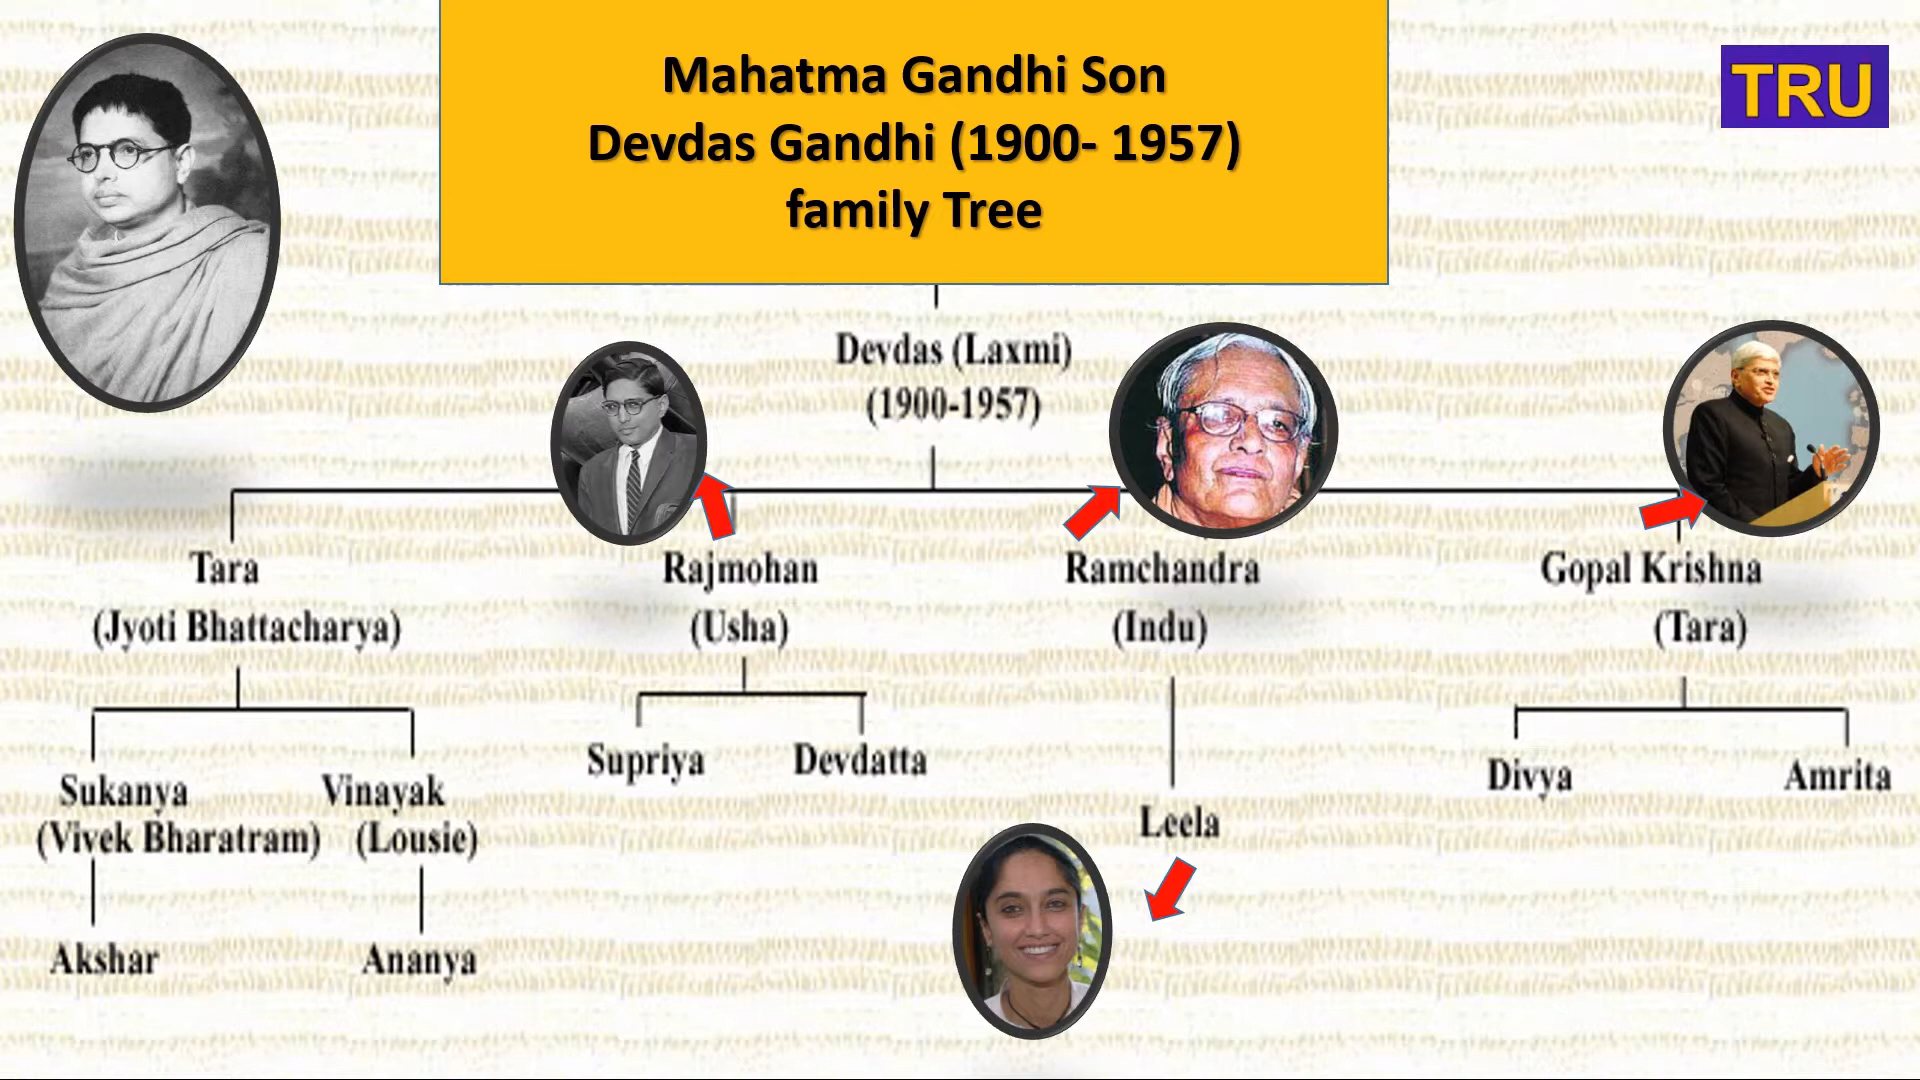 Mahatma Gandhi Son
Devdas Gandhi (1900- 1957)
family Tree
TRU
Devdas (Laxmi)
(1900-1957)
Tara
(Jyoti Bhattacharya)
Rajmohan
(Usha)
Ramchandra
(Indu)
Gopal Krishna
(Tara)
Sukanya
(Vivek Bharatram)
Vinayak
(Lousie)
Supriya
Devdatta
Leela
Divya
Amrita
Akshar
Ananya